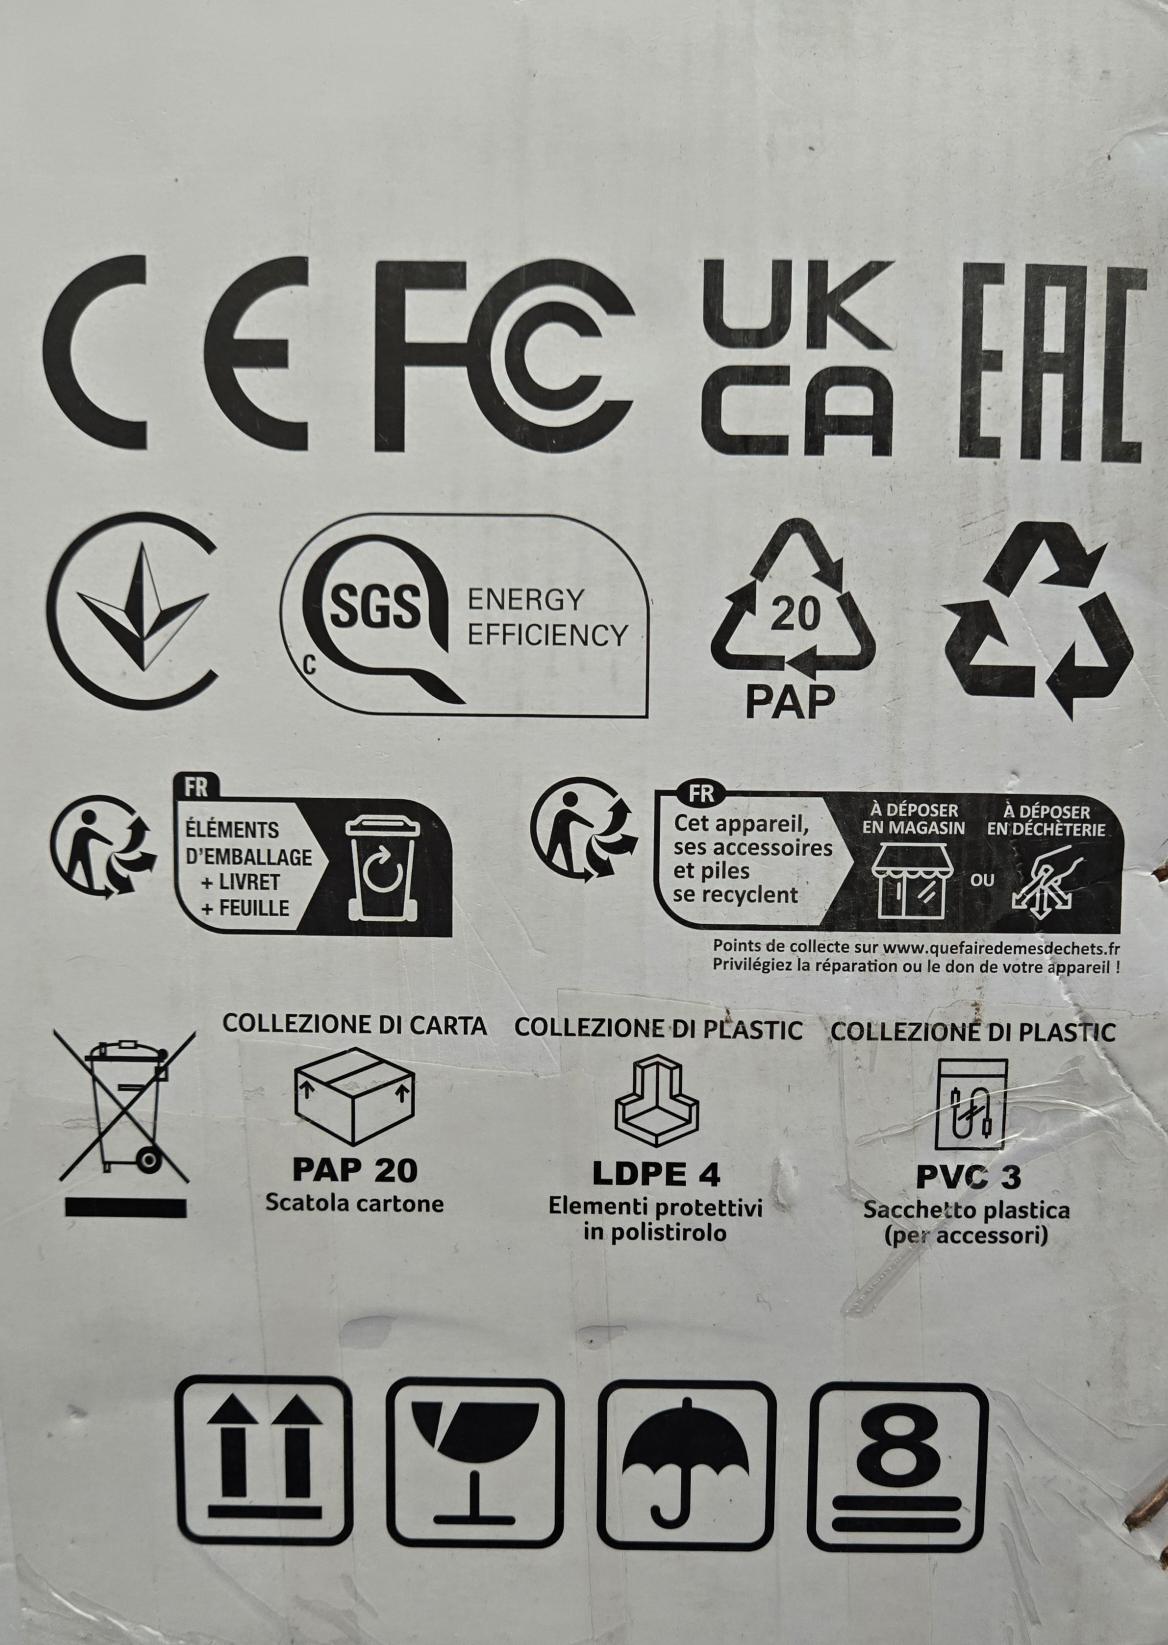 CE FC UK EAC
CA
SGS ENERGY
EFFICIENCY
C
20
PAP
FR
ÉLÉMENTS
D'EMBALLAGE
+ LIVRET
+ FEUILLE
FR
Cet appareil,
ses accessoires
et piles
se recyclent
À DÉPOSER
EN MAGASIN
OU
À DÉPOSER
EN DÉCHÈTERIE
Points de collecte sur www.quefairedemesdechets.fr
Privilégiez la réparation ou le don de votre appareil !
COLLEZIONE DI CARTA
PAP 20
Scatola cartone
COLLEZIONE DI PLASTIC
LDPE 4
Elementi protettivi
in polistirolo
COLLEZIONE DI PLASTIC
PVC 3
Sacchetto plastica
(per accessori)
8